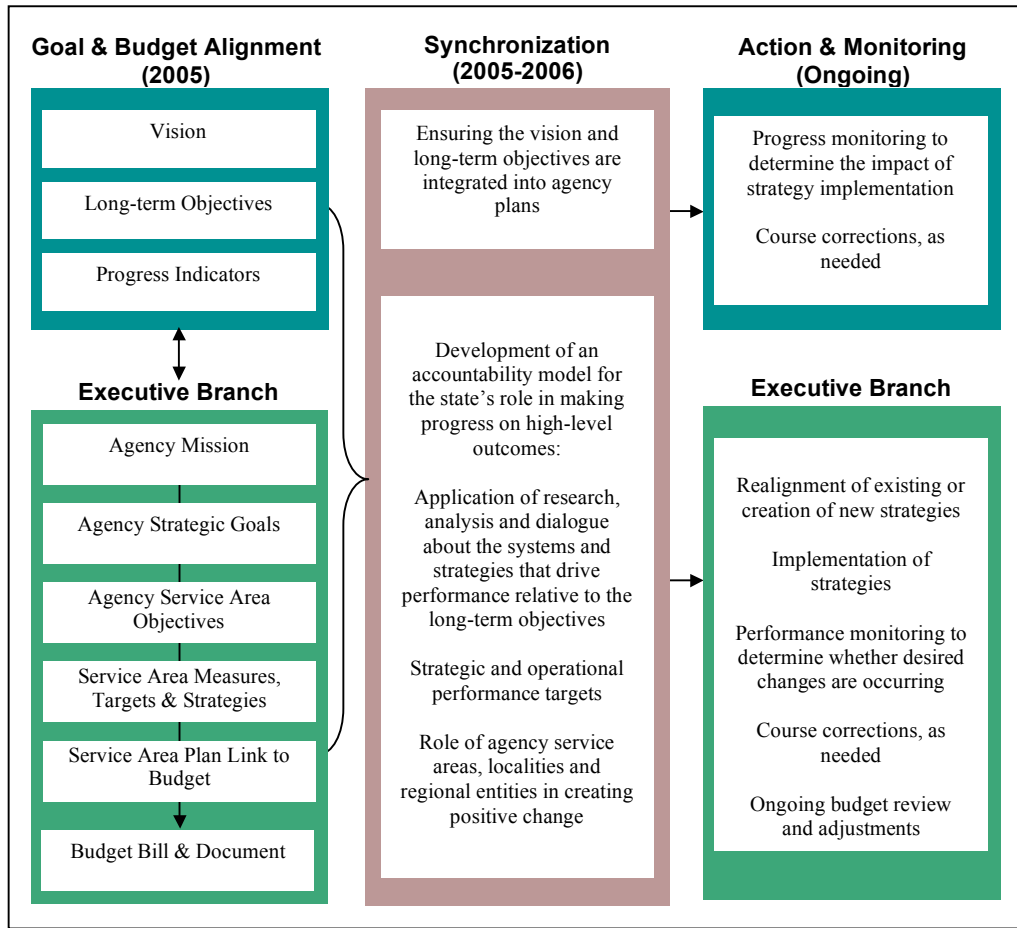 Goal & Budget Alignment
(2005)
Vision
Long-term Objectives
Progress Indicators
Executive Branch
Agency Mission
Agency Strategic Goals
Agency Service Area
Objectives
Service Area Measures,
Targets & Strategies
Service Area Plan Link to
Budget
Budget Bill & Document
Synchronization
(2005-2006)
Ensuring the vision and
long-term objectives are
integrated into agency
plans
Development of an
accountability model for
the state’s role in making
progress on high-level
outcomes:
Application of research,
analysis and dialogue
about the systems and
strategies that drive
performance relative to the
long-term objectives
Strategic and operational
performance targets
Role of agency service
areas, localities and
regional entities in creating
positive change
Action & Monitoring
(Ongoing)
Progress monitoring to
determine the impact of
strategy implementation
Course corrections, as
needed
Executive Branch
Realignment of existing or
creation of new strategies
Implementation of
strategies
Performance monitoring to
determine whether desired
changes are occurring
Course corrections, as
needed
Ongoing budget review
and adjustments